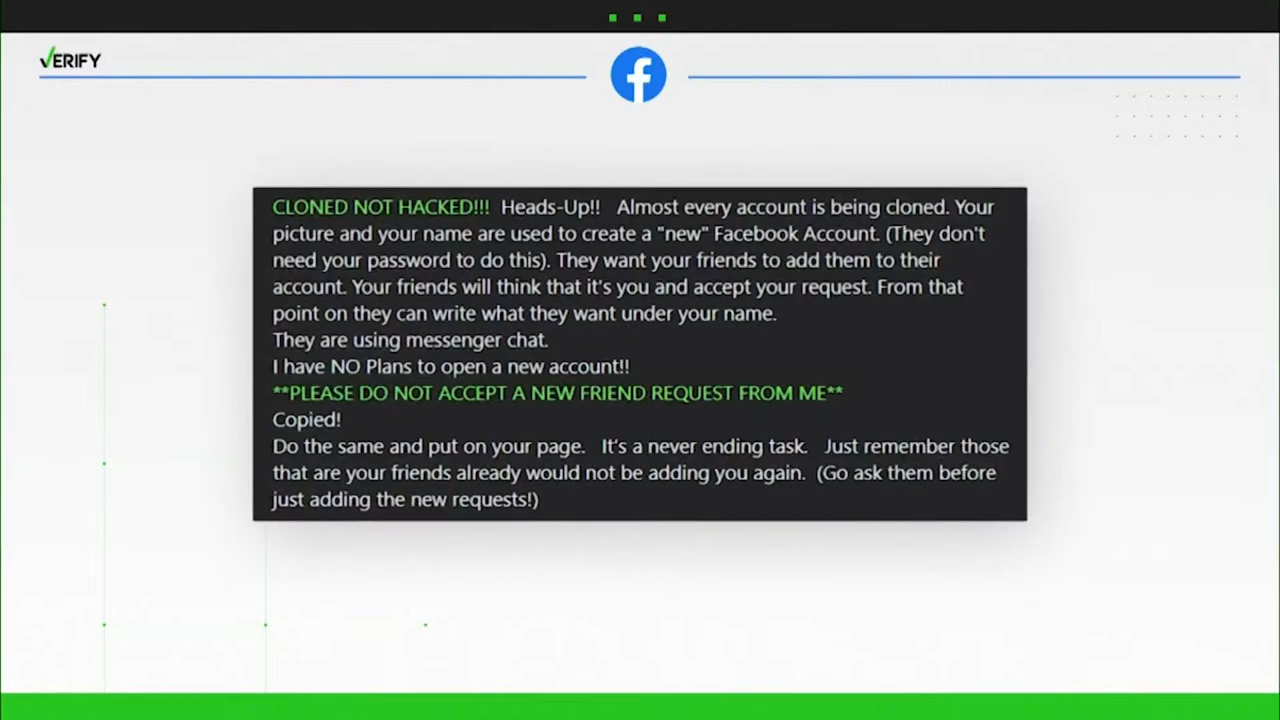 VERIFY
CLONED NOT HACKED!!! Heads-Up!! Almost every account is being cloned. Your
picture and your name are used to create a "new" Facebook Account. (They don't
need your password to do this). They want your friends to add them to their
account. Your friends will think that it's you and accept your request. From that
point on they can write what they want under your name.
They are using messenger chat.
I have NO Plans to open a new account!!
**PLEASE DO NOT ACCEPT A NEW FRIEND REQUEST FROM ME**
Copied!
Do the same and put on your page. It's a never ending task. Just remember those
that are your friends already would not be adding you again. (Go ask them before
just adding the new requests!)